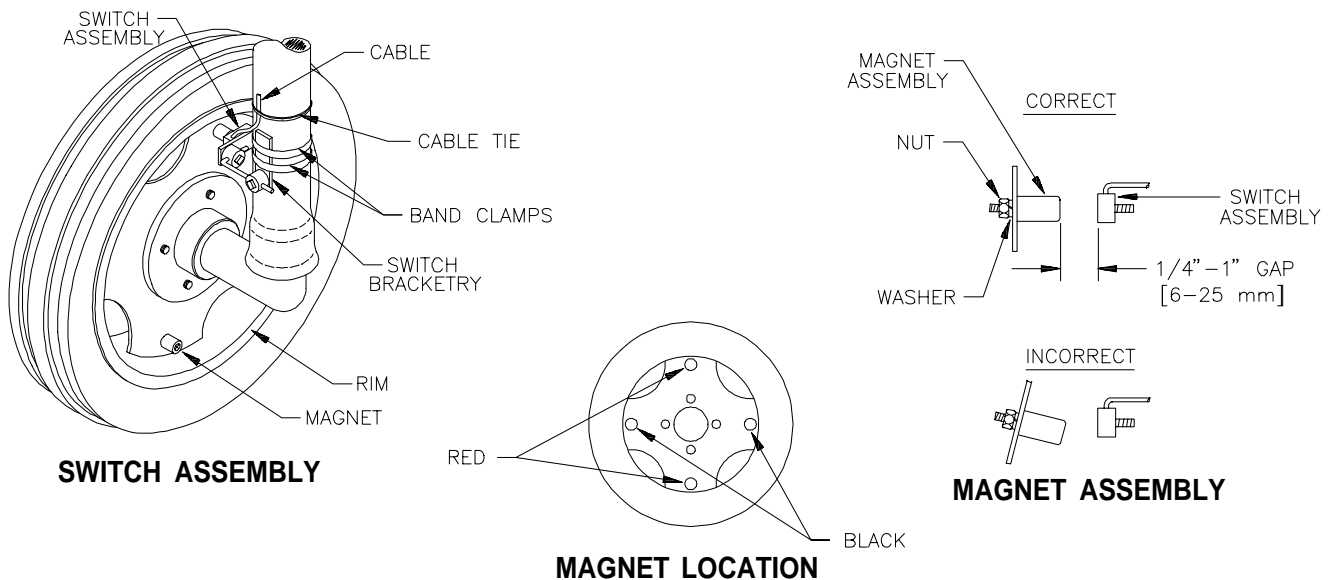 SWITCH
ASSEMBLY
CABLE
CABLE TIE
BAND CLAMPS
SWITCH
BRACKETRY
RIM
MAGNET
SWITCH ASSEMBLY
RED
BLACK
MAGNET LOCATION
MAGNET
ASSEMBLY
CORRECT
NUT
SWITCH
ASSEMBLY
1/4"-1" GAP
[6-25 mm]
WASHER
INCORRECT
MAGNET ASSEMBLY